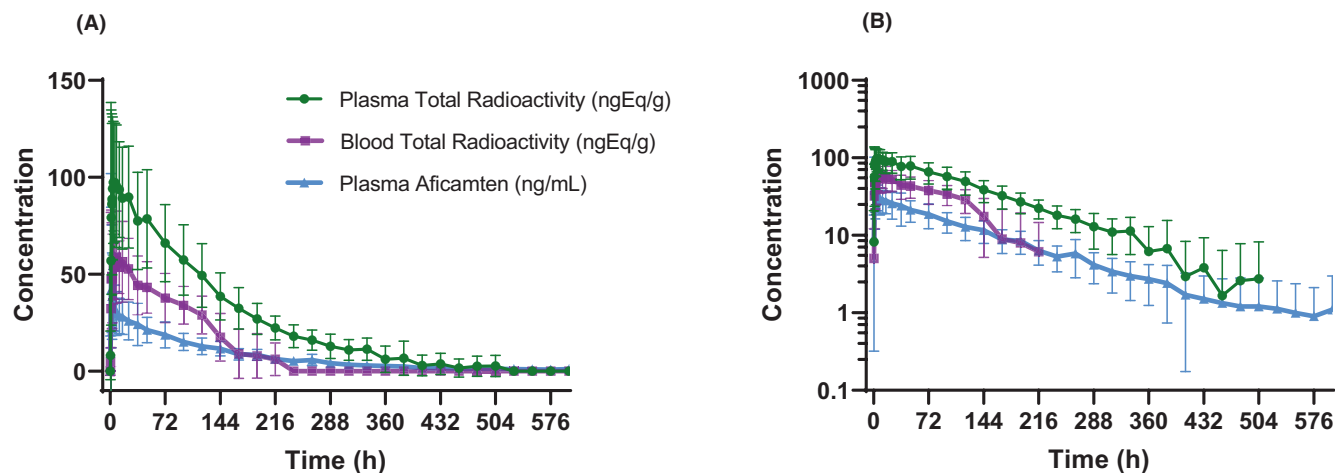 (A)
150
100
50
0
Concentration
Plasma Total Radioactivity (ngEq/g)
Blood Total Radioactivity (ngEq/g)
Plasma Aficamten (ng/mL)
0 72 144 216 288 360 432 504 576
Time (h)
(B)
1000
100
10
1
0.1
Concentration
0 72 144 216 288 360 432 504 576
Time (h)